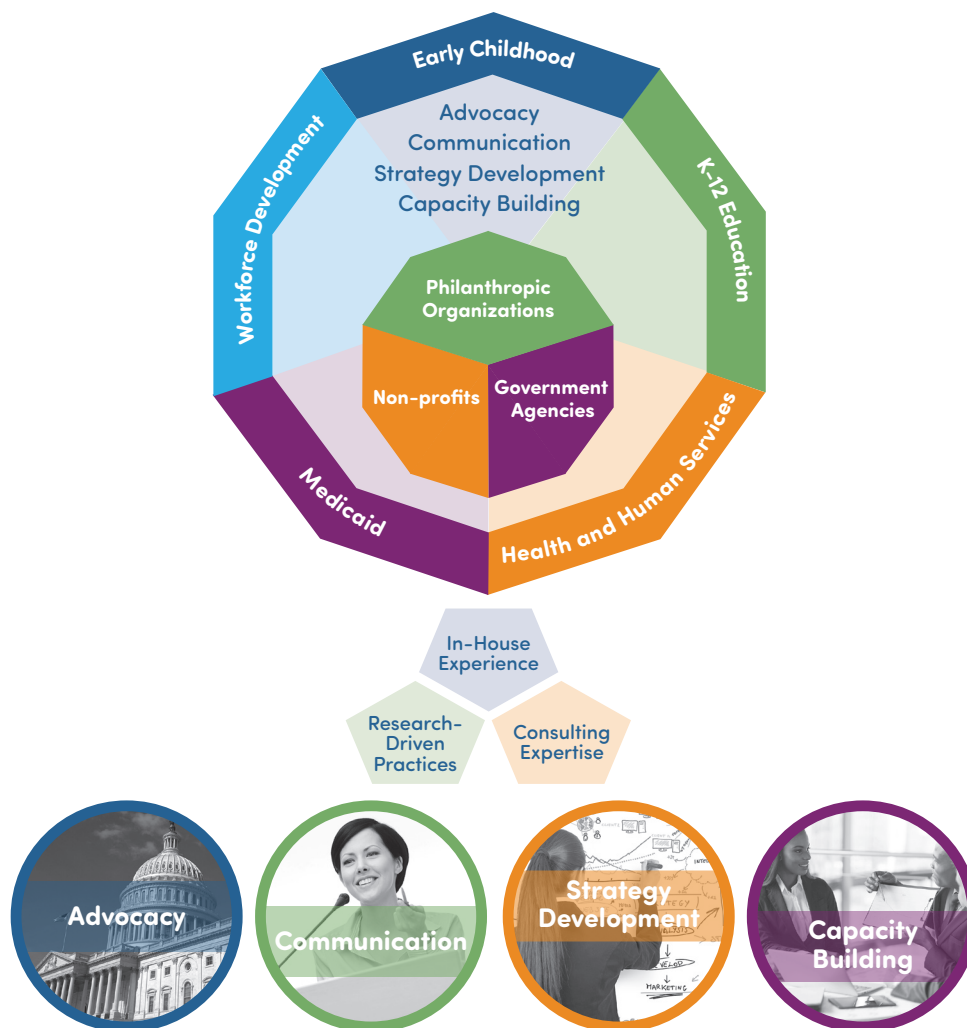 Early Childhood
Workforce Development
K-12 Education
Advocacy
Communication
Strategy Development
Capacity Building
Philanthropic
Organizations
Non-profits
Government
Agencies
Medicaid
Health and Human Services
In-House
Experience
Research-
Driven
Practices
Consulting
Expertise
Advocacy
Communication
Strategy
Development
Capacity
Building
MARKETING